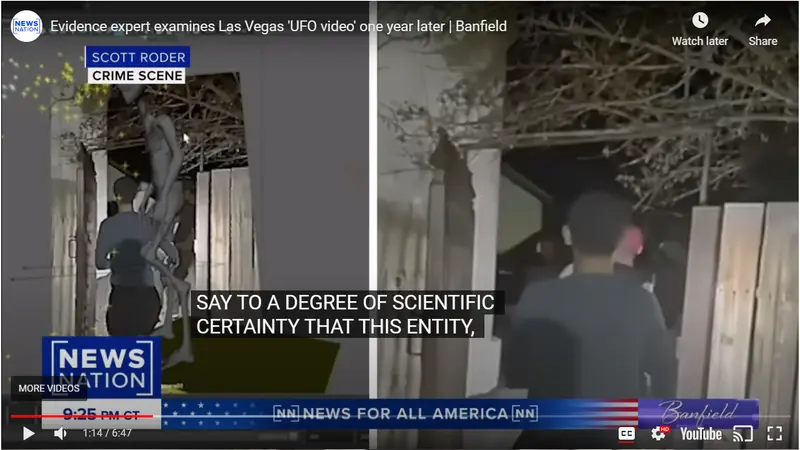 NEWS
NATION
Evidence expert examines Las Vegas 'UFO video' one year later | Banfield
Watch later
Share
SCOTT RODER
CRIME SCENE
SAY TO A DEGREE OF SCIENTIFIC
CERTAINTY THAT THIS ENTITY,
NEWS
NATION
MORE VIDEOS
9:25 PM CT
NN NEWS FOR ALL AMERICA NN
Banfield
1:14 / 6:47
CC
HD
YouTube